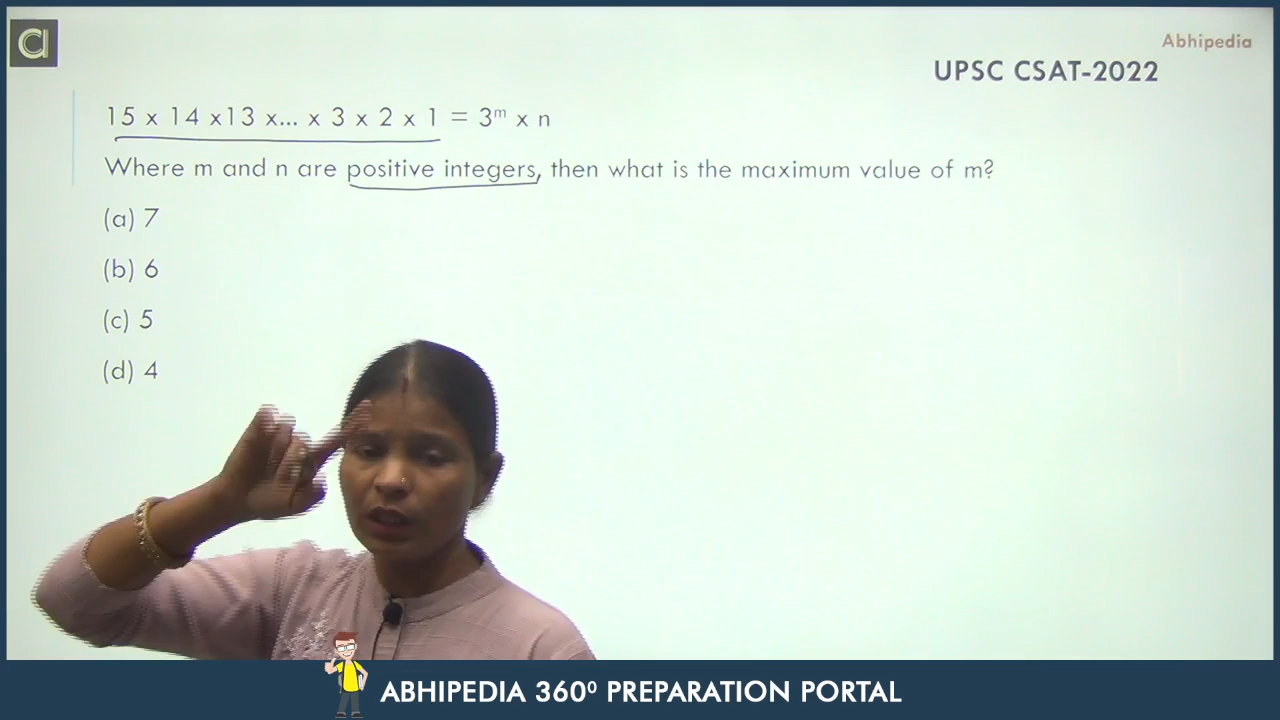 Abhipedia
UPSC CSAT-2022
15 x 14 x13 x... x 3 x 2 x 1 = 3ᵐ x n
Where m and n are positive integers, then what is the maximum value of m?
(a) 7
(b) 6
(c) 5
(d) 4
ABHIPEDIA 360⁰ PREPARATION PORTAL